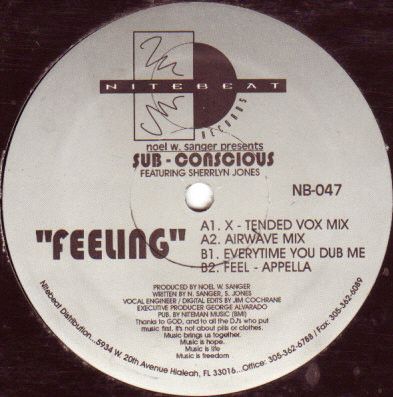 NITEBEAT
RECORDS
noel w. sanger presents
SUB - CONSCIOUS
FEATURING SHERRLYN JONES
NB-047
"FEELING"
A1. X - TENDED VOX MIX
A2. AIRWAVE MIX
B1. EVERYTIME YOU DUB ME
B2. FEEL - APPELLA
PRODUCED BY NOEL W. SANGER
WRITTEN BY N. SANGER, S. JONES
VOCAL ENGINEER / DIGITAL EDITS BY JIM COCHRANE
EXECUTIVE PRODUCER GEORGE ALVARADO
PUB. BY NITEMAN MUSIC (BMI)
Thanks to GOD, and to all the DJ's who put
music first, it's not about pills or clothes.
Music brings us together.
Music is hope.
Music is life
Music is freedom
Nitebeat Distribution...5934 W. 20th Avenue Hialeah, FL 33016...Office: 305-362-6788 / Fax: 305-362-5089